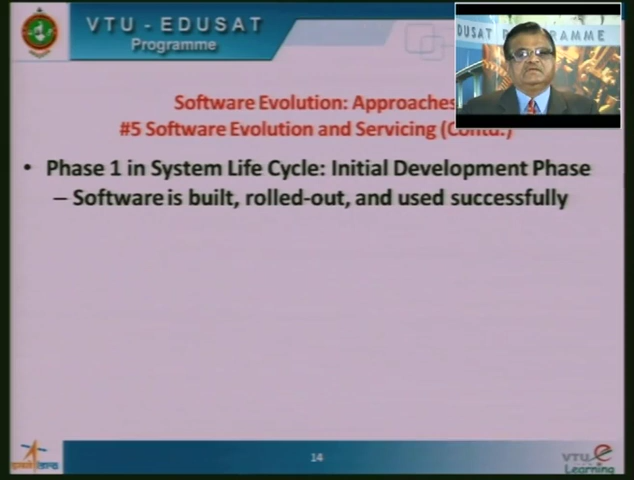 VTU - EDUSAT
Programme
EDUSAT PROGRAMME
Software Evolution: Approaches
#5 Software Evolution and Servicing (Contd.)
• Phase 1 in System Life Cycle: Initial Development Phase
– Software is built, rolled-out, and used successfully
14
VTU e
Learning